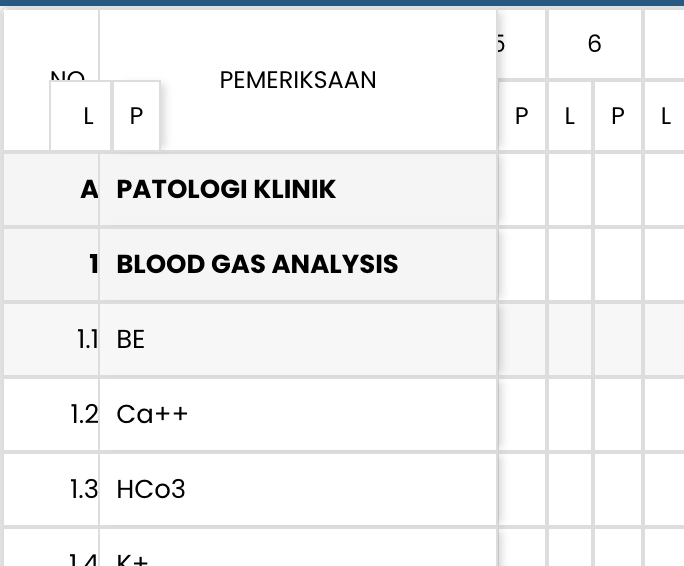 NO PEMERIKSAAN 5 6
L P P L P L
A PATOLOGI KLINIK
1 BLOOD GAS ANALYSIS
1.1 BE
1.2 Ca++
1.3 HCo3
1.4 K+